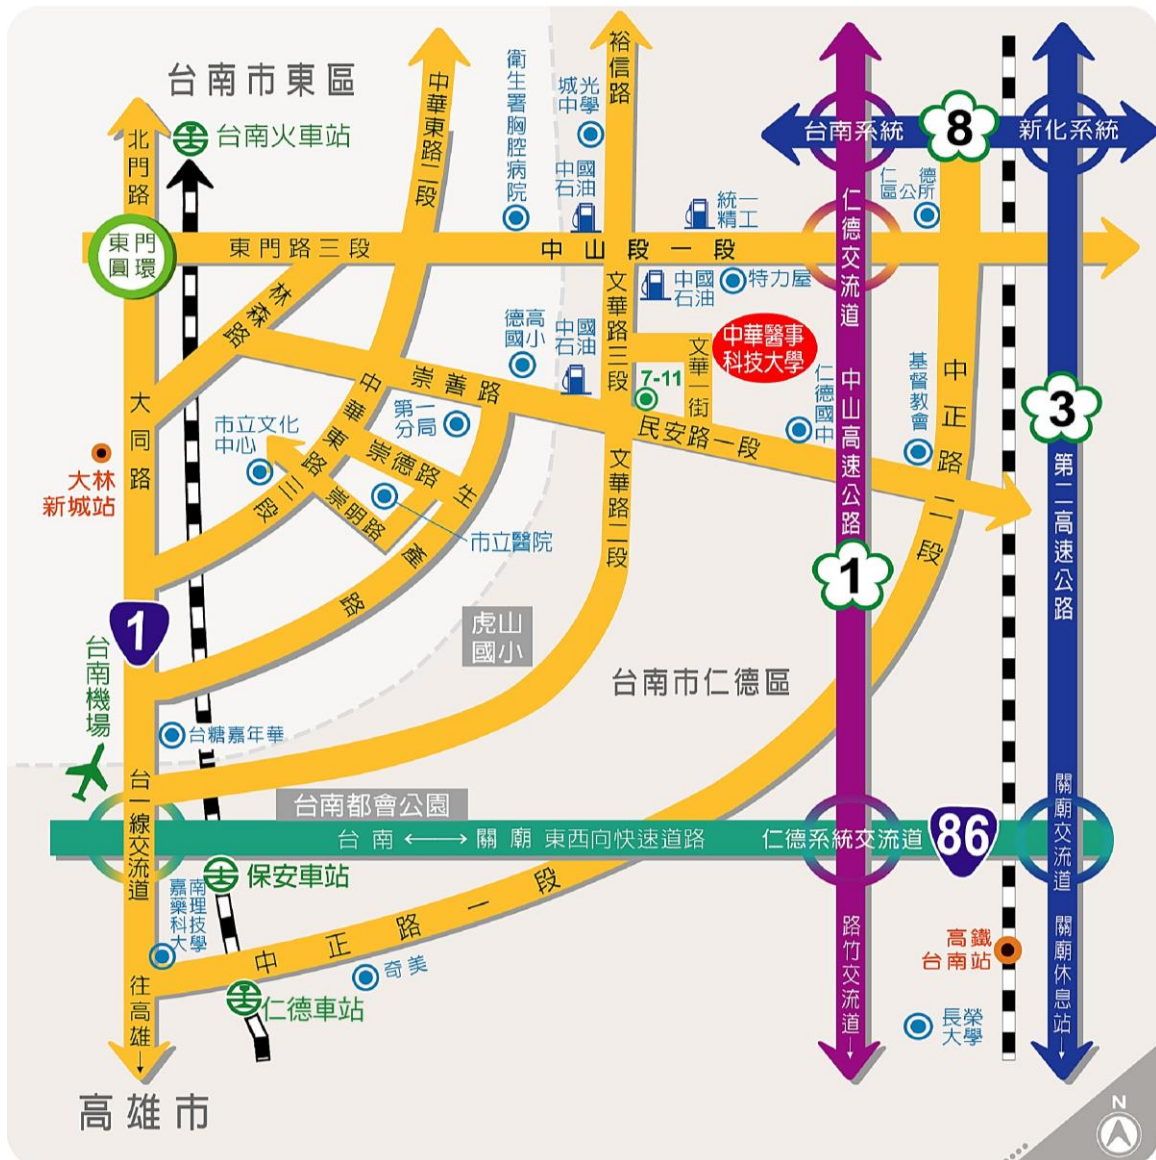 台南市東區
台南火車站
北門路
東門
圓環
東門路三段
中華東路二段
衛生署胸腔病院
裕信路
城光
中學
中國
石油
統一
精工
中山段一段
台南系統
8
新化系統
仁德
區公所
仁德交流道
林森路
大同路
大林
新城站
德高
國小
中國
石油
崇善路
文華路三段
中國
石油
特力屋
中華醫事
科技大學
文華一街
7-11
民安路一段
仁德
國中
基督教會
中正路二段
中山高速公路
1
3
第二高速公路
市立文化
中心
第一
分局
中華東路三段
崇德路
崇明路
市立醫院
生產路
文華路二段
1
台南機場
虎山
國小
台南市仁德區
台糖嘉年華
台南都會公園
台一線交流道
台南 ←→ 關廟 東西向快速道路
仁德系統交流道
86
關廟交流道
保安車站
嘉南
藥理
科技
大學
中正路一段
奇美
仁德車站
往高雄↓
高雄市
路竹交流道↓
高鐵
台南站
長榮
大學
關廟休息站↓
N